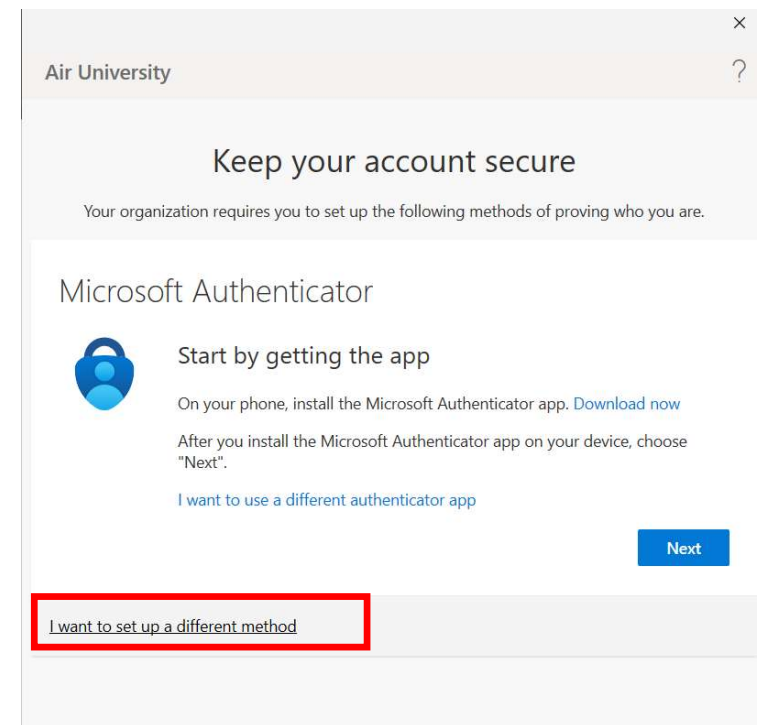 Air University
?
Keep your account secure
Your organization requires you to set up the following methods of proving who you are.
Microsoft Authenticator
Start by getting the app
On your phone, install the Microsoft Authenticator app. Download now
After you install the Microsoft Authenticator app on your device, choose
"Next".
I want to use a different authenticator app
Next
I want to set up a different method